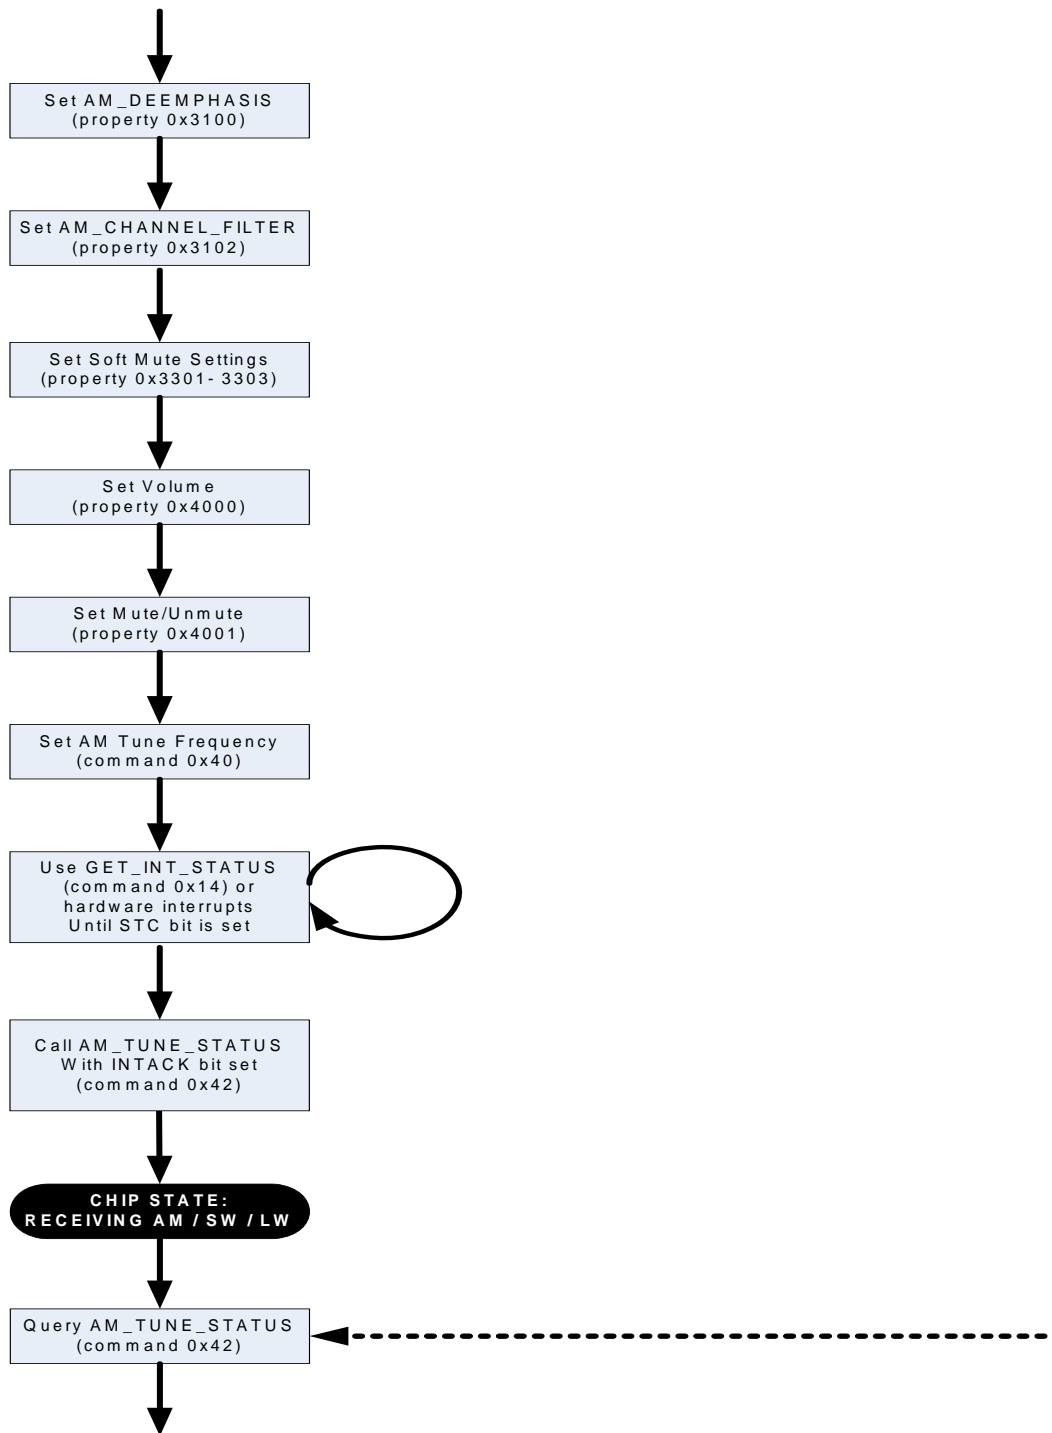 Set AM_DEEMPHASIS
(property 0x3100)
Set AM_CHANNEL_FILTER
(property 0x3102)
Set Soft Mute Settings
(property 0x3301- 3303)
Set Volume
(property 0x4000)
Set Mute/Unmute
(property 0x4001)
Set AM Tune Frequency
(command 0x40)
Use GET_INT_STATUS
(command 0x14) or
hardware interrupts
Until STC bit is set
Call AM_TUNE_STATUS
With INTACK bit set
(command 0x42)
CHIP STATE:
RECEIVING AM / SW / LW
Query AM_TUNE_STATUS
(command 0x42)